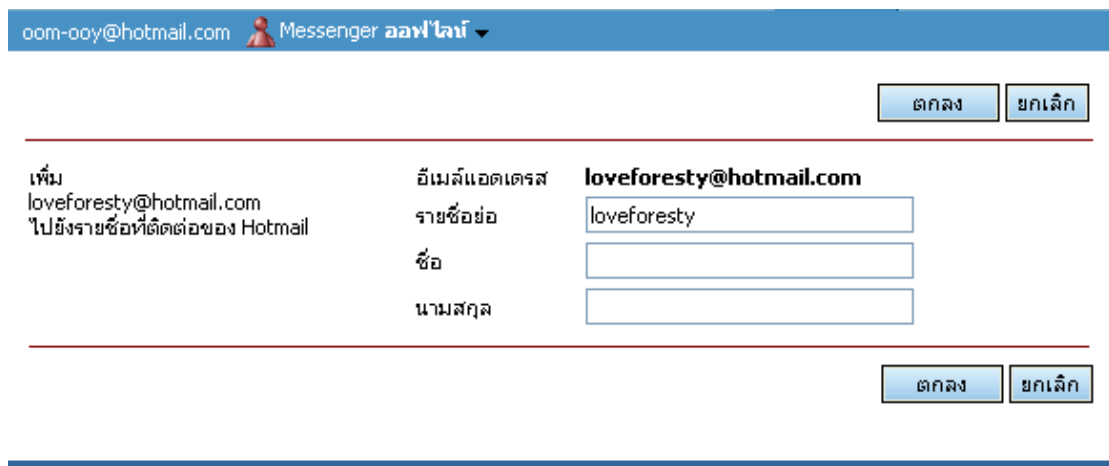 oom-ooy@hotmail.com Messenger ออฟไลน์
ตกลง ยกเลิก
เพิ่ม
loveforesty@hotmail.com
ไปยังรายชื่อที่ติดต่อของ Hotmail
อีเมล์แอดเดรส loveforesty@hotmail.com
รายชื่อย่อ loveforesty
ชื่อ
นามสกุล
ตกลง ยกเลิก